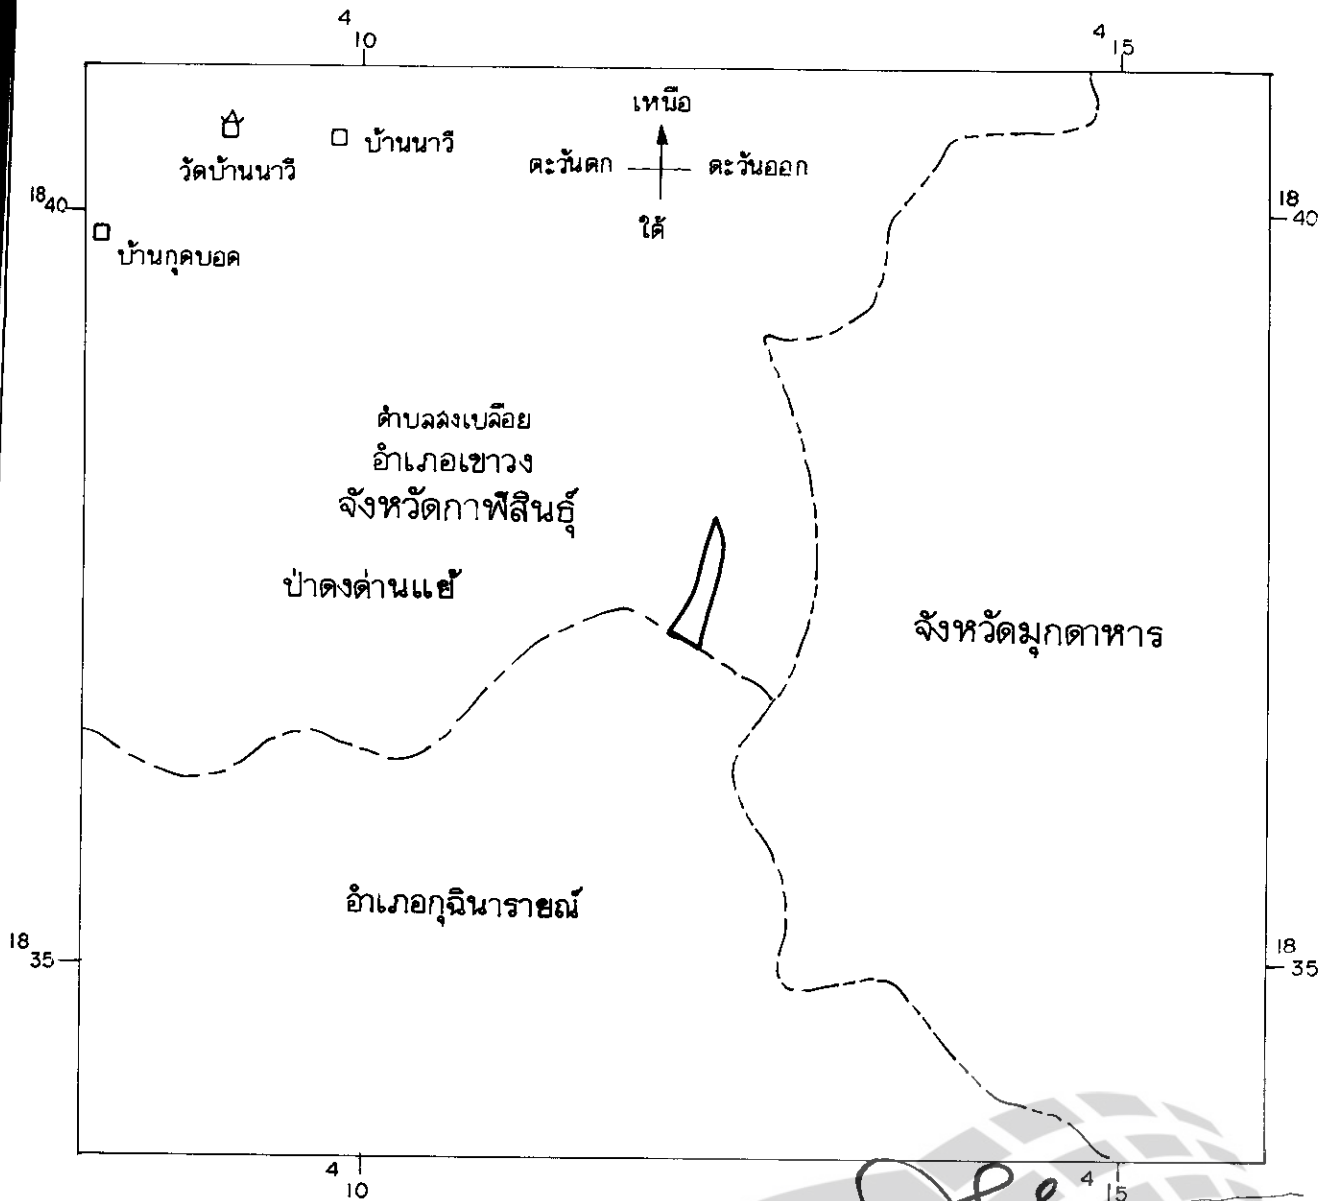 4
10
4
15
เหนือ
บ้านนาวี
วัดบ้านนาวี
ตะวันตก
ตะวันออก
ใต้
18
40
18
40
บ้านกุดบอด
ตำบลสงเปลือย
อำเภอเขาวง
จังหวัดกาฬสินธุ์
ป่าดงด่านแย้
จังหวัดมุกดาหาร
อำเภอกุฉินารายณ์
18
35
18
35
4
10
4
15